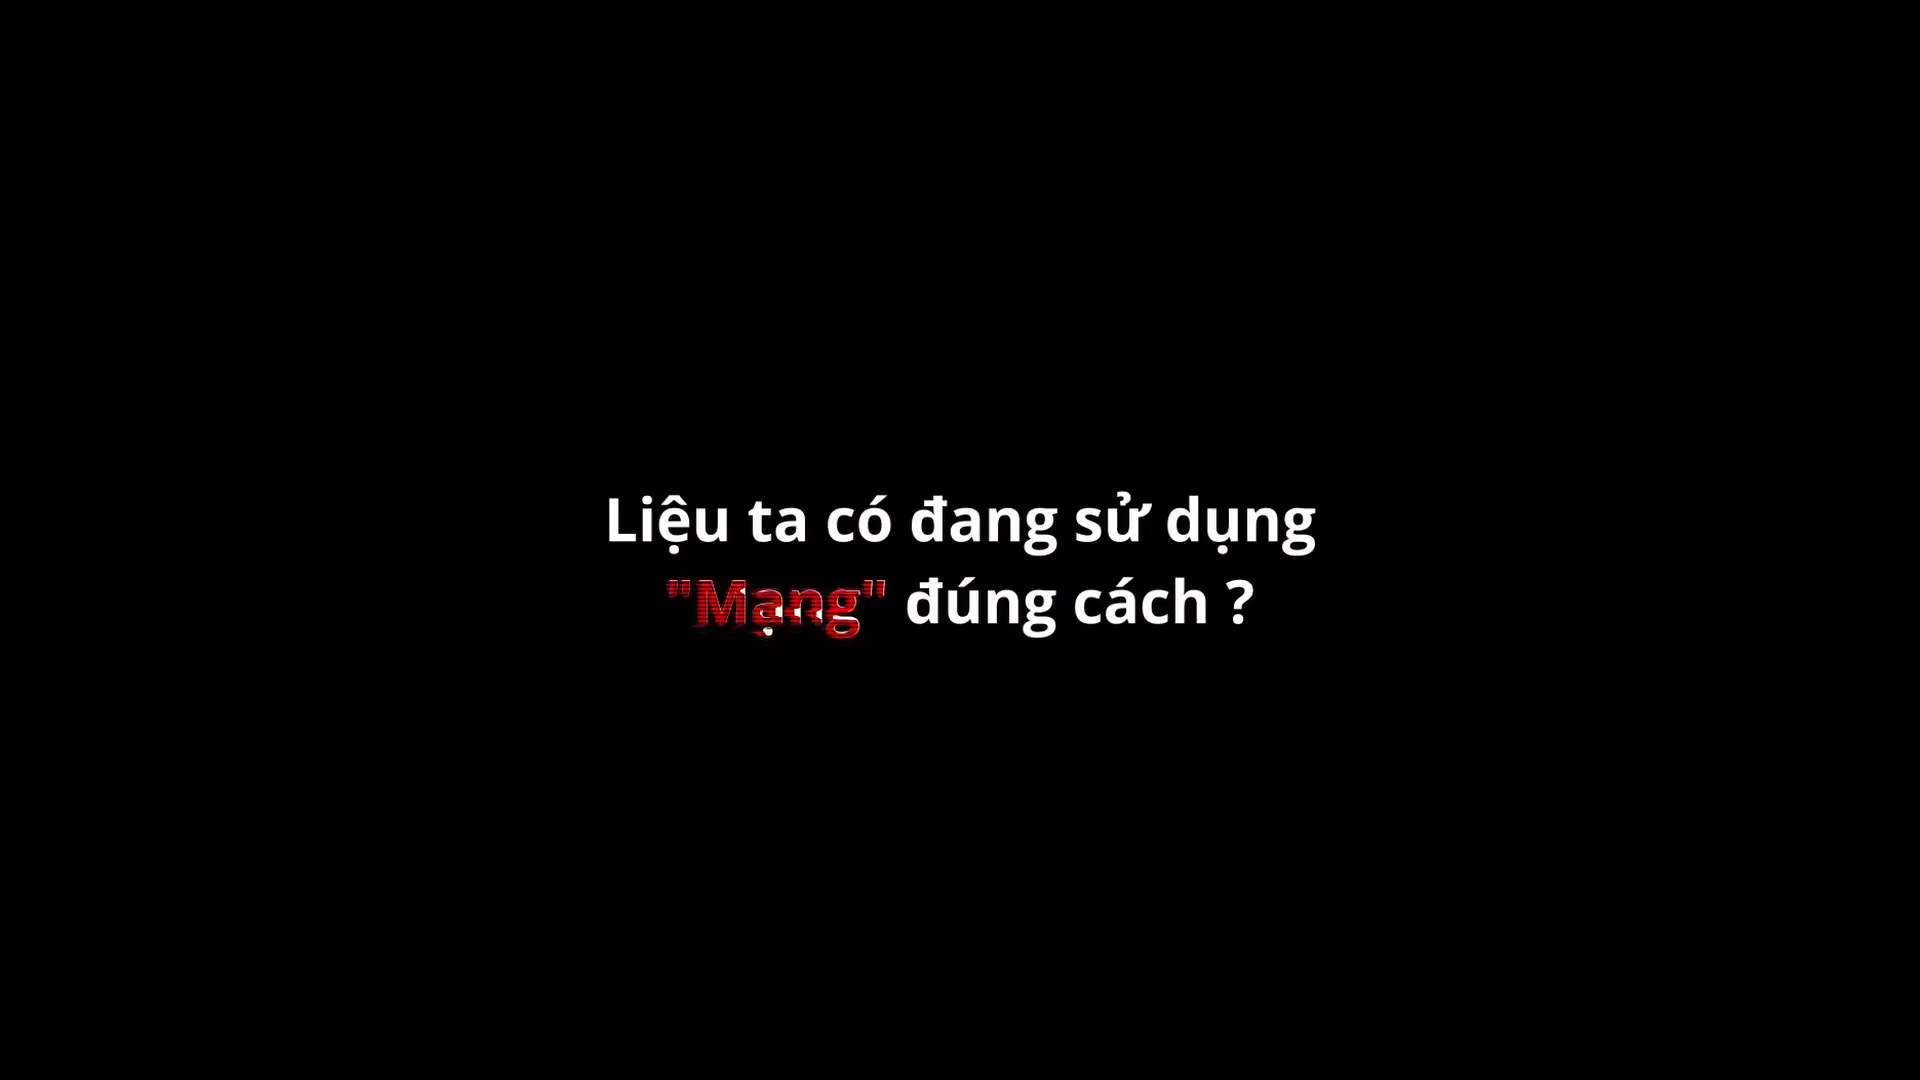 Liệu ta có đang sử dụng
"Mạng" đúng cách ?